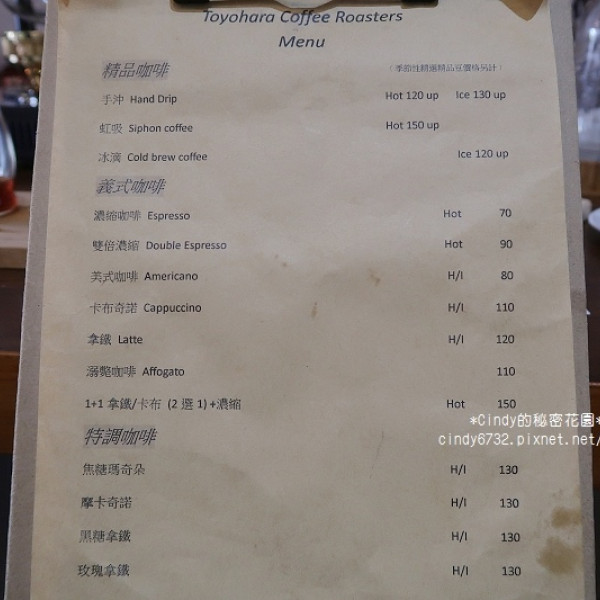 Toyohara Coffee Roasters
Menu
精品咖啡 （季節性精選精品豆價格另計）
手沖 Hand Drip Hot 120 up Ice 130 up
虹吸 Siphon coffee Hot 150 up
冰滴 Cold brew coffee Ice 120 up
義式咖啡
濃縮咖啡 Espresso Hot 70
雙倍濃縮 Double Espresso Hot 90
美式咖啡 Americano H/I 80
卡布奇諾 Cappuccino H/I 110
拿鐵 Latte H/I 120
溺斃咖啡 Affogato 110
1+1 拿鐵/卡布 (2 選 1) +濃縮 Hot 150
*Cindy的秘密花園*
cindy6732.pixnet.net/
特調咖啡
焦糖瑪奇朵 H/I 130
摩卡奇諾 H/I 130
黑糖拿鐵 H/I 130
玫瑰拿鐵 H/I 130